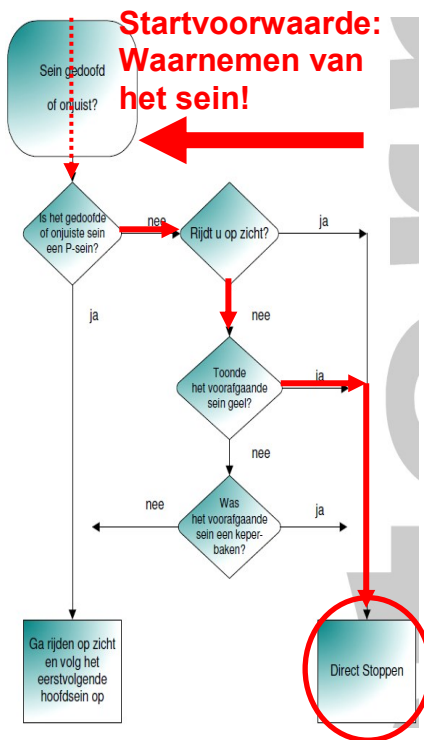 Startvoorwaarde:
Waarnemen van
het sein!
Sein gedoofd
of onjuist?
Is het gedoofde
of onjuiste sein
een P-sein?
nee
Rijdt u op zicht?
ja
ja
nee
Toonde
het voorafgaande
sein geel?
ja
nee
nee
Was
het voorafgaande
sein een keper-
baken?
ja
Ga rijden op zicht
en volg het
eerstvolgende
hoofdsein op
Direct Stoppen